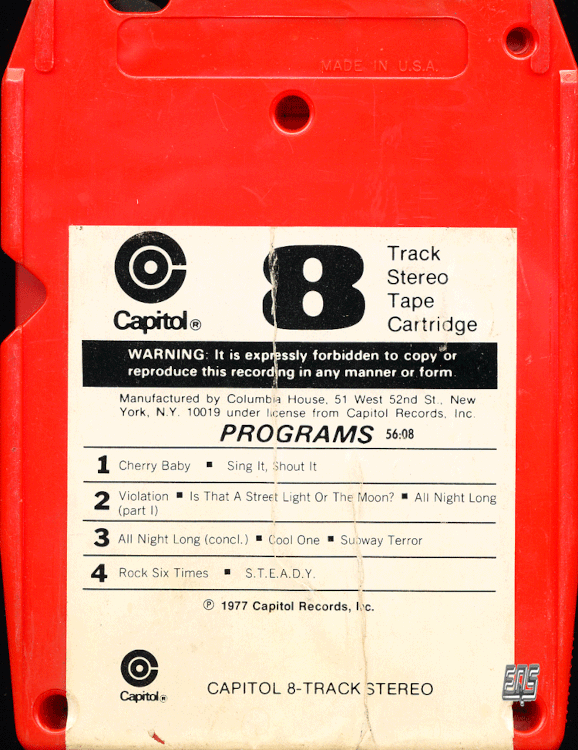 MADE IN U.S.A.
Capitol®
8
Track
Stereo
Tape
Cartridge
WARNING: It is expressly forbidden to copy or
reproduce this recording in any manner or form.
Manufactured by Columbia House, 51 West 52nd St., New
York, N.Y. 10019 under license from Capitol Records, Inc.
PROGRAMS 56:08
1 Cherry Baby ■ Sing It, Shout It
2 Violation ■ Is That A Street Light Or The Moon? ■ All Night Long
(part I)
3 All Night Long (concl.) ■ Cool One ■ Subway Terror
4 Rock Six Times ■ S.T.E.A.D.Y.
℗ 1977 Capitol Records, Inc.
Capitol®
CAPITOL 8-TRACK STEREO